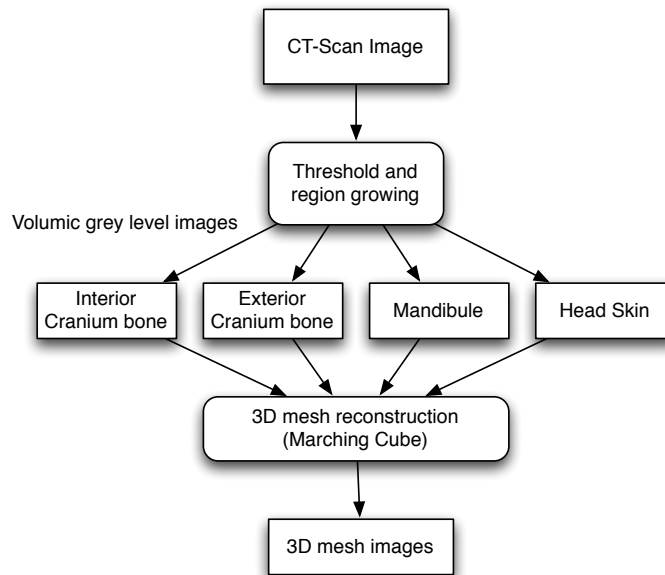 CT-Scan Image
Threshold and
region growing
Volumic grey level images
Interior
Cranium bone
Exterior
Cranium bone
Mandibule
Head Skin
3D mesh reconstruction
(Marching Cube)
3D mesh images